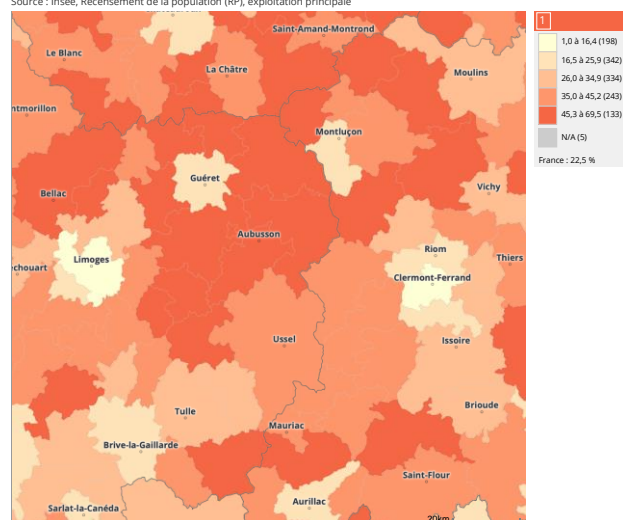 Source : Insee, Recensement de la population (RP), exploitation principale
Saint-Amand-Montrond
Le Blanc
La Châtre
Moulins
ntmorillon
Montluçon
Guéret
Vichy
Bellac
Aubusson
Riom
Limoges
Thiers
chouart
Clermont-Ferrand
Ussel
Issoire
Brioude
Tulle
Mauriac
Brive-la-Gaillarde
Saint-Flour
Aurillac
Sarlat-la-Canéda
20km
1
1,0 à 16,4 (198)
16,5 à 25,9 (342)
26,0 à 34,9 (334)
35,0 à 45,2 (243)
45,3 à 69,5 (133)
N/A (5)
France : 22,5 %